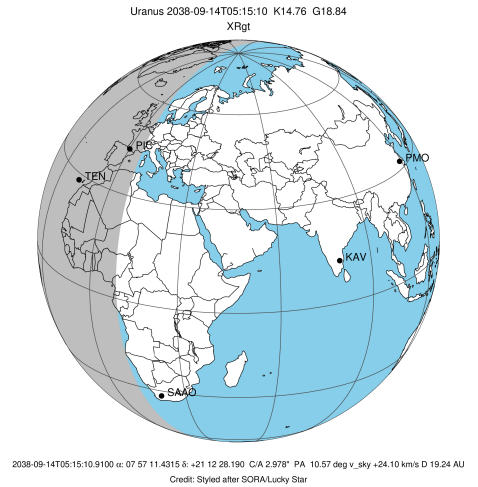 Uranus 2038-09-14T05:15:10 K14.76 G18.84
XRgt
PIC
PMO
TEN
KAV
SAAO
2038-09-14T05:15:10.9100 α: 07 57 11.4315 δ: +21 12 28.190 C/A 2.978" PA 10.57 deg v_sky +24.10 km/s D 19.24 AU
Credit: Styled after SORA/Lucky Star